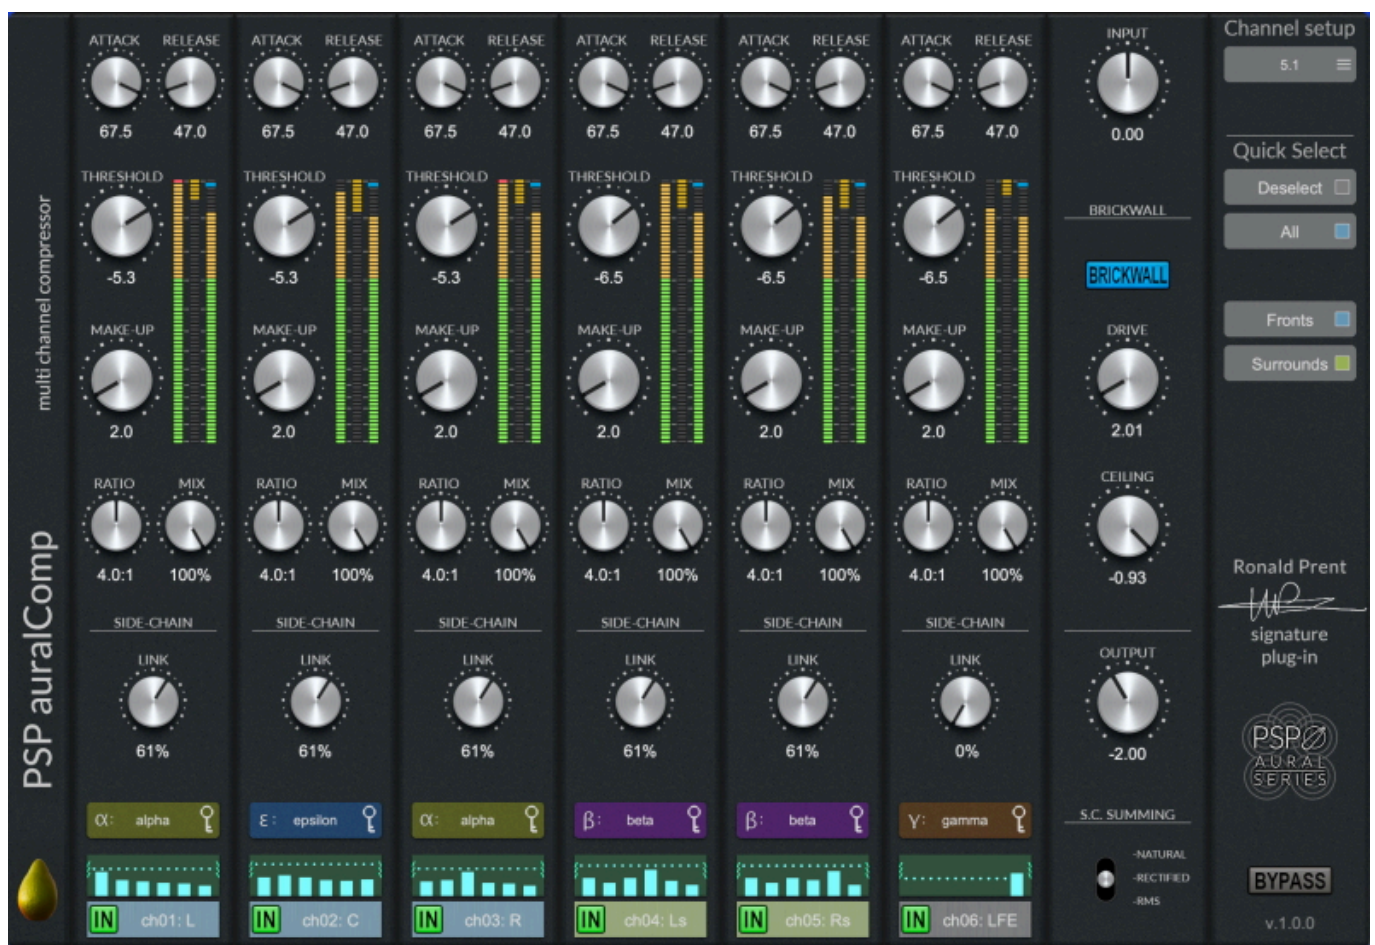 PSP auralComp
multi channel compressor
ATTACK RELEASE ATTACK RELEASE ATTACK RELEASE ATTACK RELEASE ATTACK RELEASE ATTACK RELEASE
67.5 47.0 67.5 47.0 67.5 47.0 67.5 47.0 67.5 47.0 67.5 47.0
THRESHOLD THRESHOLD THRESHOLD THRESHOLD THRESHOLD THRESHOLD
-5.3 -5.3 -5.3 -6.5 -6.5 -6.5
MAKE-UP MAKE-UP MAKE-UP MAKE-UP MAKE-UP MAKE-UP
2.0 2.0 2.0 2.0 2.0 2.0
RATIO MIX RATIO MIX RATIO MIX RATIO MIX RATIO MIX RATIO MIX
4.0:1 100% 4.0:1 100% 4.0:1 100% 4.0:1 100% 4.0:1 100% 4.0:1 100%
SIDE-CHAIN SIDE-CHAIN SIDE-CHAIN SIDE-CHAIN SIDE-CHAIN SIDE-CHAIN
LINK LINK LINK LINK LINK LINK
61% 61% 61% 61% 61% 0%
α: alpha ε: epsilon α: alpha β: beta β: beta γ: gamma
IN ch01: L IN ch02: C IN ch03: R IN ch04: Ls IN ch05: Rs IN ch06: LFE
INPUT
0.00
BRICKWALL
BRICKWALL
DRIVE
2.01
CEILING
-0.93
OUTPUT
-2.00
S.C. SUMMING
-NATURAL
-RECTIFIED
-RMS
Channel setup
5.1
Quick Select
Deselect
All
Fronts
Surrounds
Ronald Prent
signature
plug-in
PSP
AURAL
SERIES
BYPASS
v.1.0.0